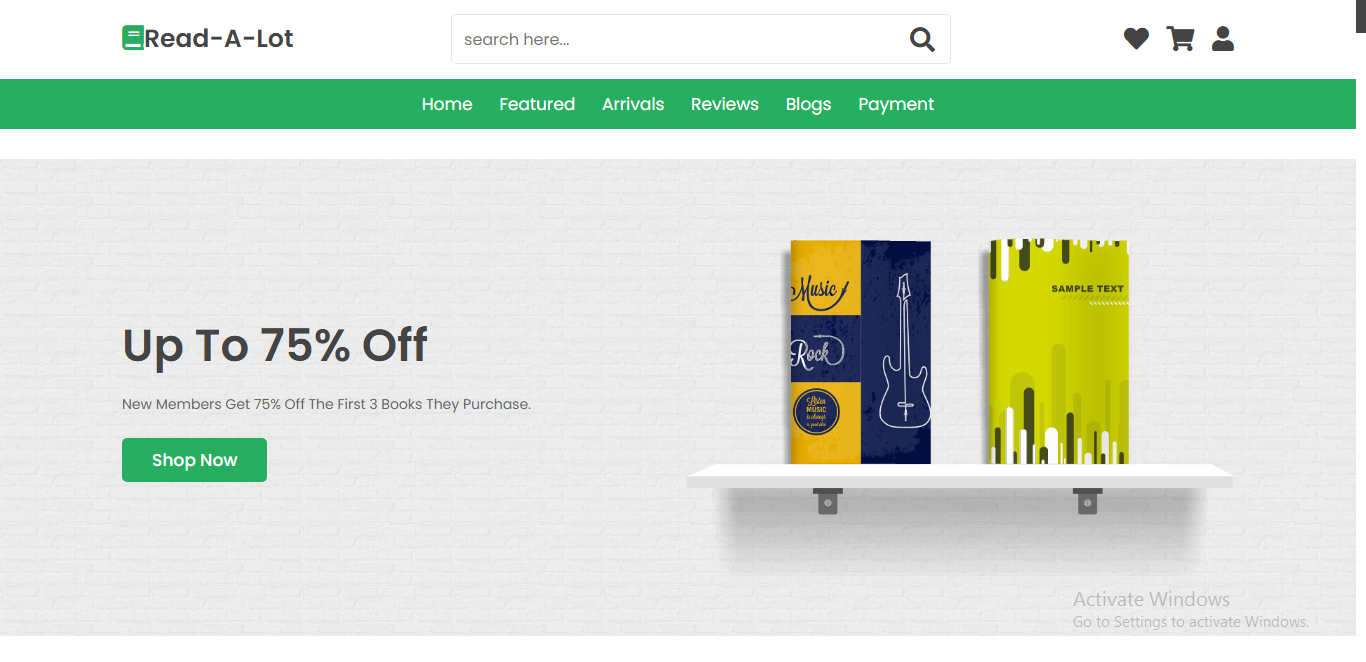 Read-A-Lot
search here...
Home Featured Arrivals Reviews Blogs Payment
Up To 75% Off
New Members Get 75% Off The First 3 Books They Purchase.
Shop Now
Music
Rock
Listen
MUSIC
is always
SAMPLE TEXT
Activate Windows
Go to Settings to activate Windows.